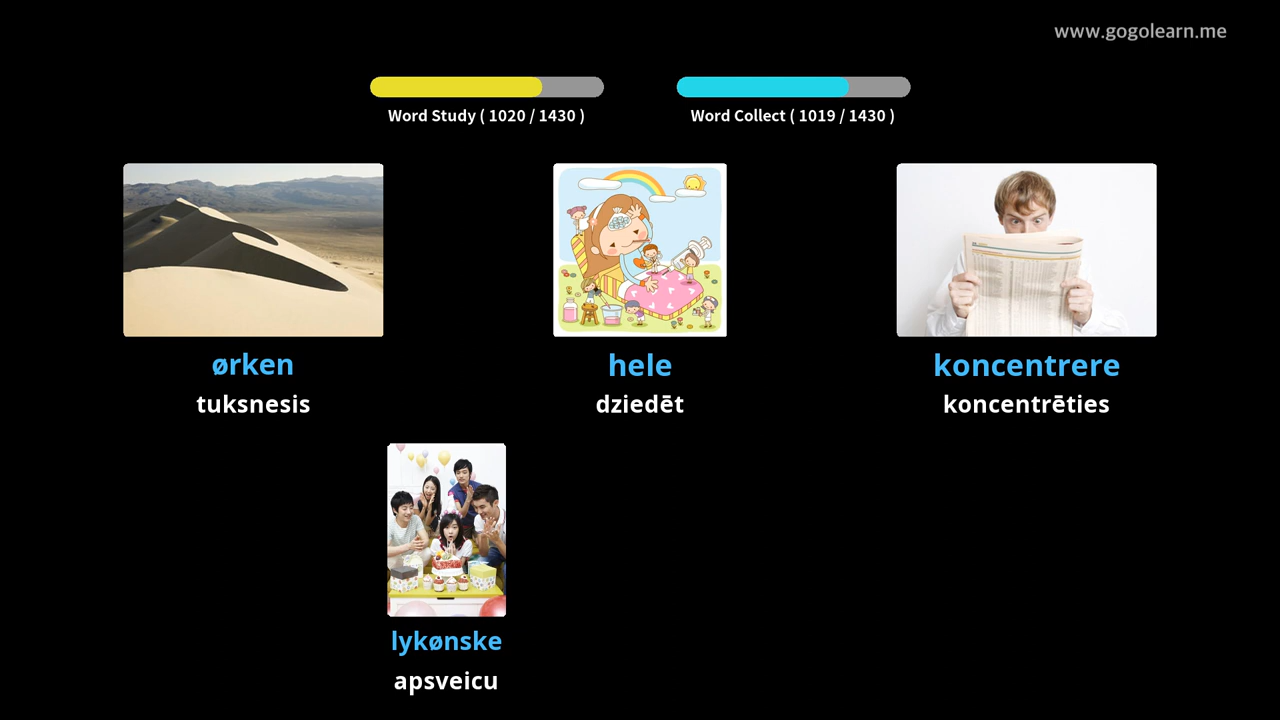 www.gogolearn.me
Word Study ( 1020 / 1430 )
Word Collect ( 1019 / 1430 )
ørken
tuksnesis
hele
dziedēt
koncentrere
koncentrēties
lykønske
apsveicu